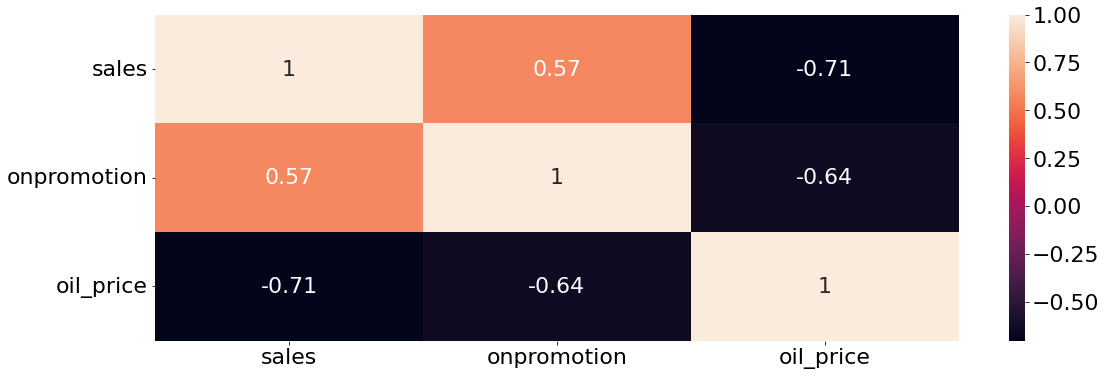 sales 1 0.57 -0.71
onpromotion 0.57 1 -0.64
oil_price -0.71 -0.64 1
sales onpromotion oil_price
1.00
0.75
0.50
0.25
0.00
−0.25
−0.50